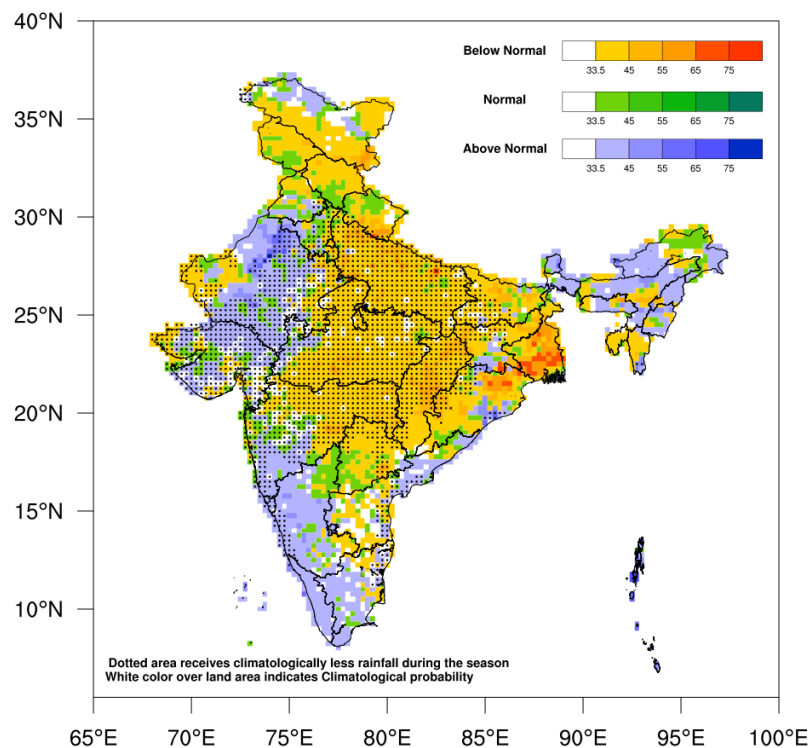 40°N
Below Normal
33.5 45 55 65 75
35°N
Normal
33.5 45 55 65 75
Above Normal
33.5 45 55 65 75
30°N
25°N
20°N
15°N
10°N
Dotted area receives climatologically less rainfall during the season
White color over land area indicates Climatological probability
65°E 70°E 75°E 80°E 85°E 90°E 95°E 100°E